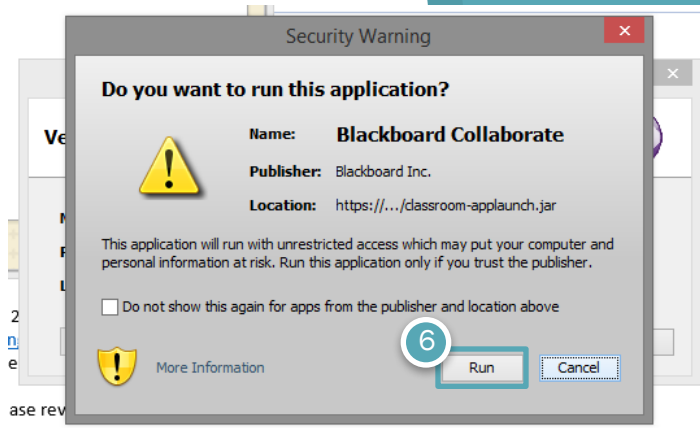 Security Warning
Do you want to run this application?
Ve
Name: Blackboard Collaborate
Publisher: Blackboard Inc.
Location: https://.../classroom-applaunch.jar
This application will run with unrestricted access which may put your computer and
personal information at risk. Run this application only if you trust the publisher.
Do not show this again for apps from the publisher and location above
2
6
More Information
Run
Cancel
e
ase rev